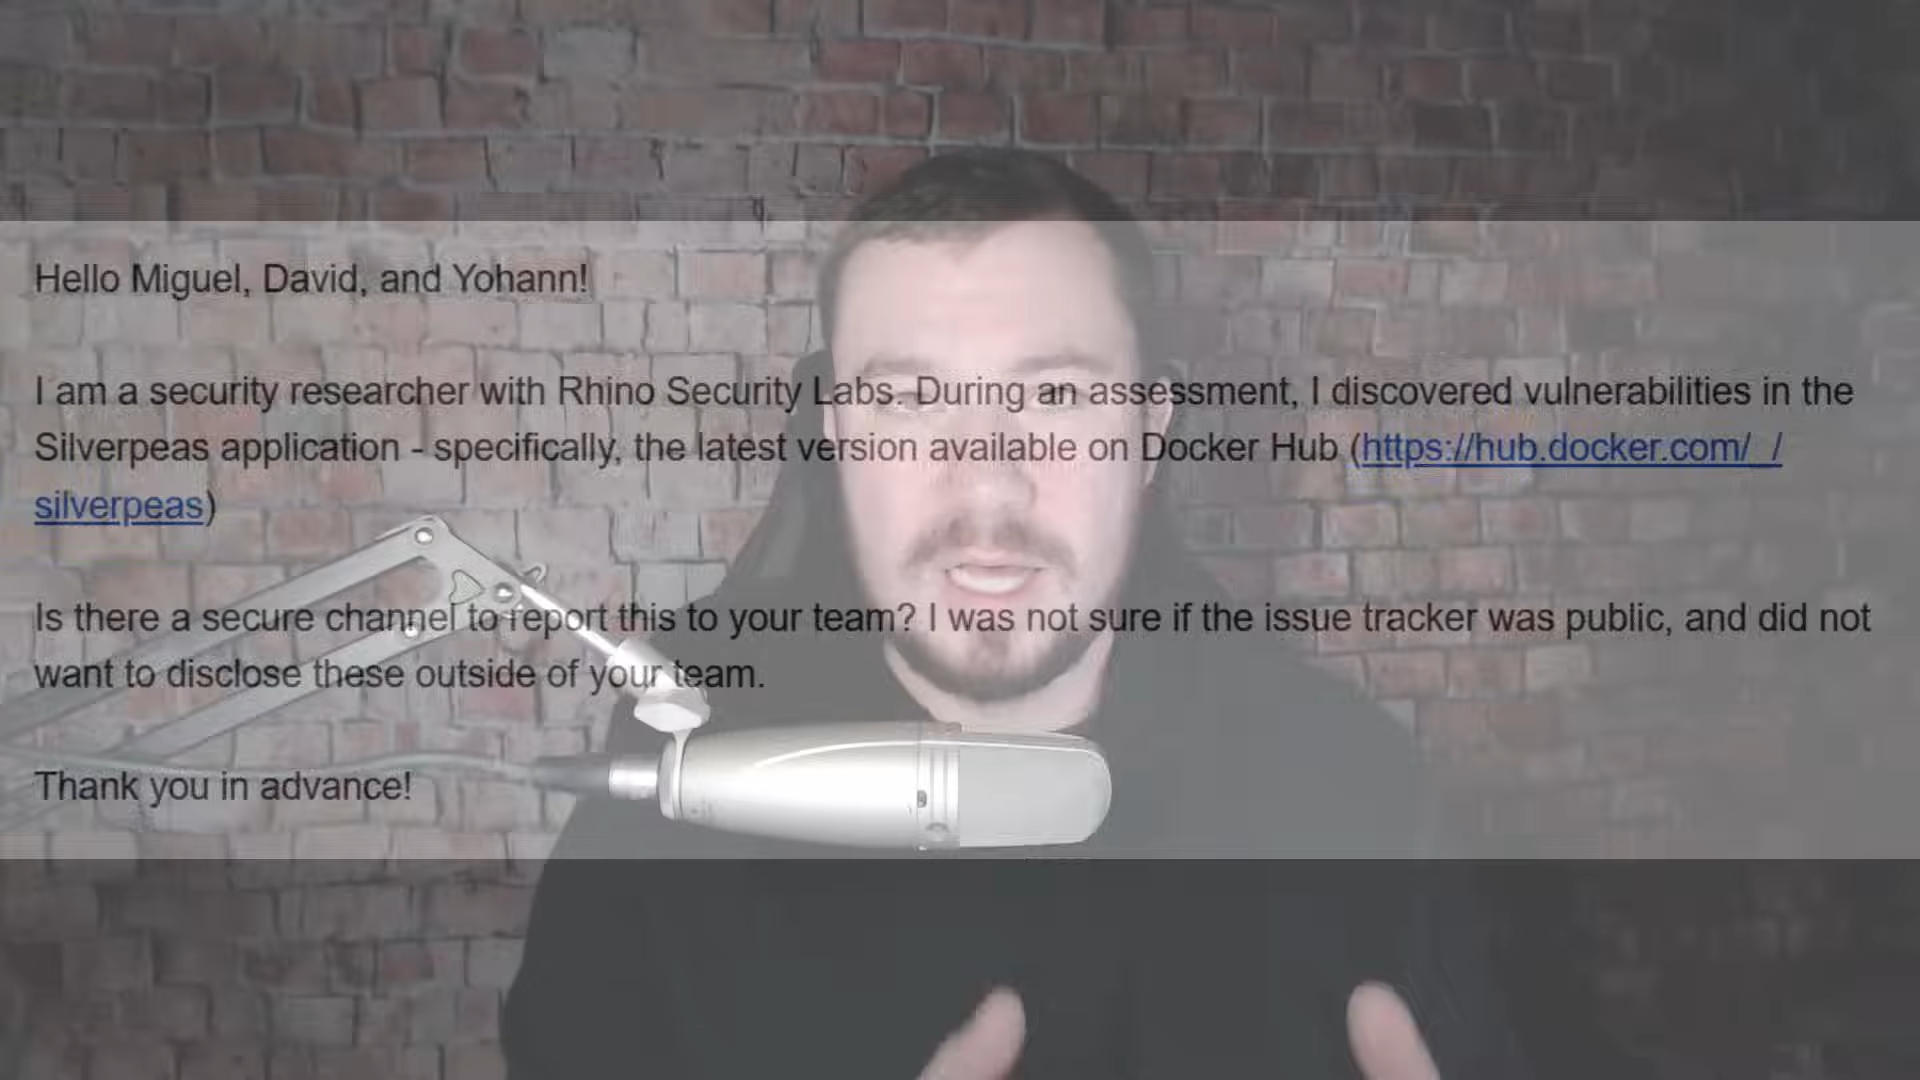 Hello Miguel, David, and Yohann!
I am a security researcher with Rhino Security Labs. During an assessment, I discovered vulnerabilities in the
Silverpeas application - specifically, the latest version available on Docker Hub (https://hub.docker.com/_/
silverpeas)
Is there a secure channel to report this to your team? I was not sure if the issue tracker was public, and did not
want to disclose these outside of your team.
Thank you in advance!